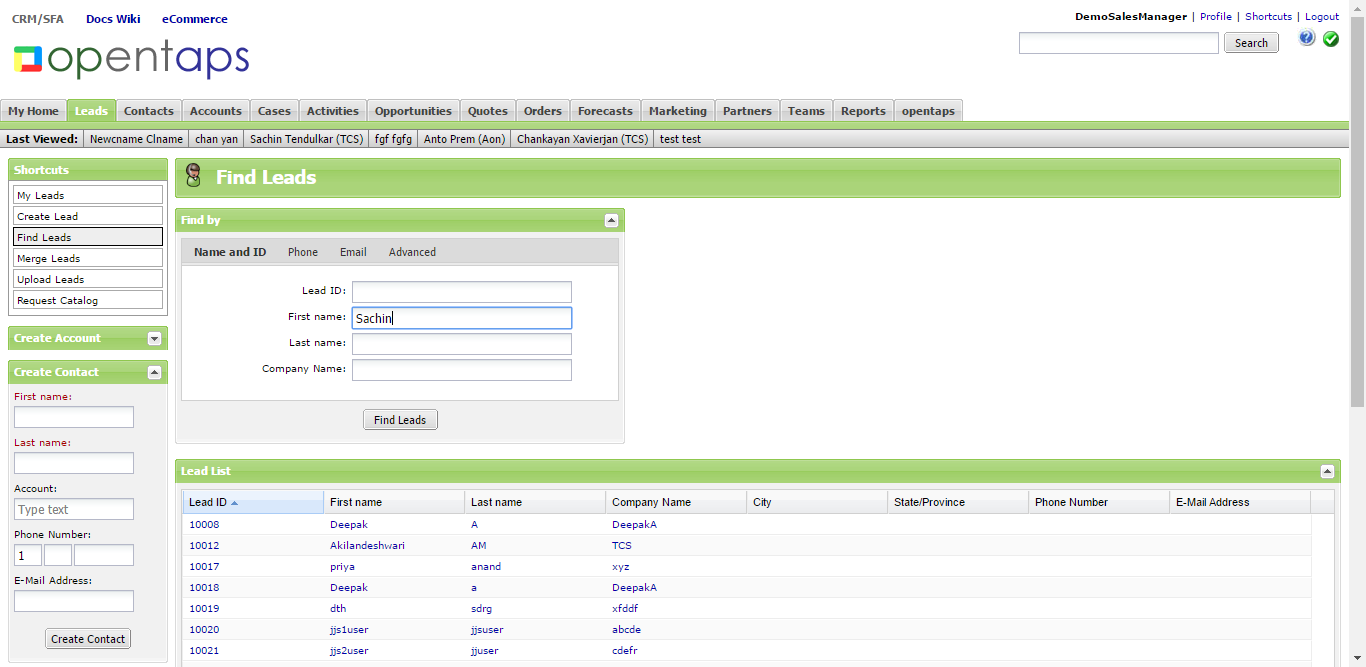 CRM/SFA Docs Wiki eCommerce
DemoSalesManager | Profile | Shortcuts | Logout
opentaps
Search
?
My Home Leads Contacts Accounts Cases Activities Opportunities Quotes Orders Forecasts Marketing Partners Teams Reports opentaps
Last Viewed: Newcname Clname chan yan Sachin Tendulkar (TCS) fgf fgfg Anto Prem (Aon) Chankayan Xavierjan (TCS) test test
Shortcuts
My Leads
Create Lead
Find Leads
Merge Leads
Upload Leads
Request Catalog
Create Account
Create Contact
First name:
Last name:
Account:
Type text
Phone Number:
1
E-Mail Address:
Create Contact
Find Leads
Find by
Name and ID Phone Email Advanced
Lead ID:
First name: Sachin
Last name:
Company Name:
Find Leads
Lead List
Lead ID First name Last name Company Name City State/Province Phone Number E-Mail Address
10008 Deepak A DeepakA
10012 Akilandeshwari AM TCS
10017 priya anand xyz
10018 Deepak a DeepakA
10019 dth sdrg xfddf
10020 jjs1user jjsuser abcde
10021 jjs2user jjuser cdefr